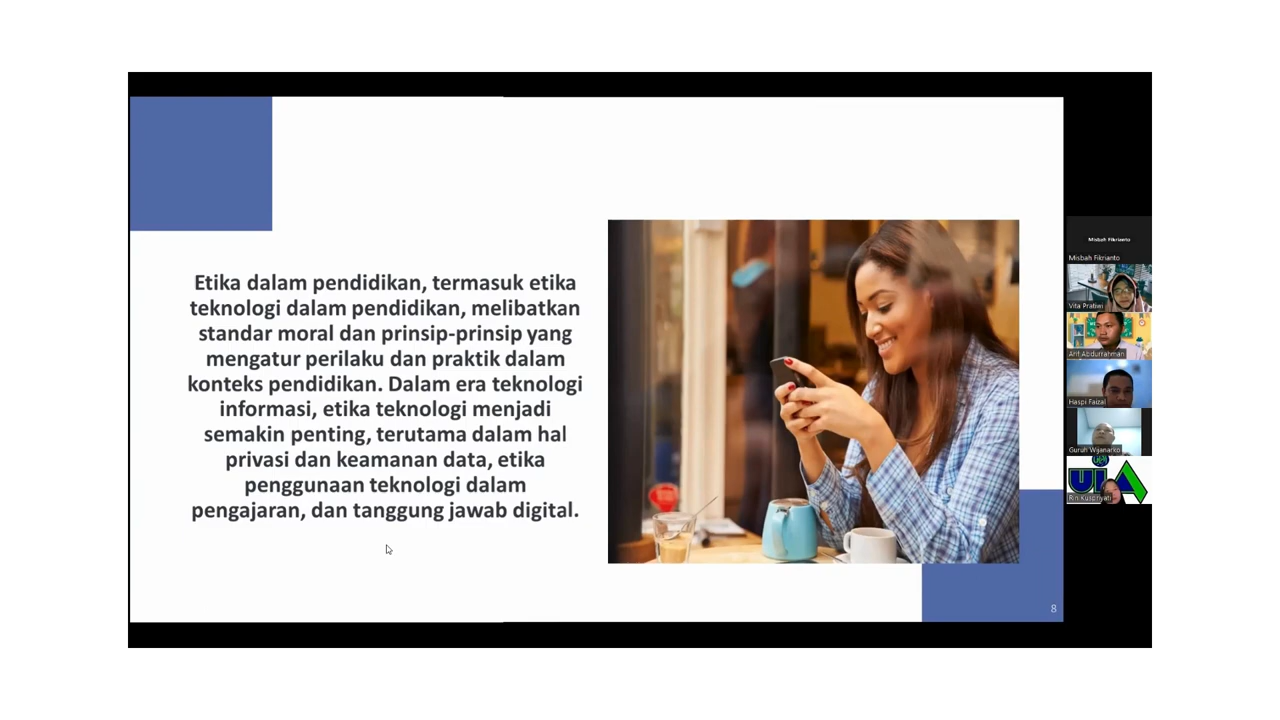 Etika dalam pendidikan, termasuk etika
teknologi dalam pendidikan, melibatkan
standar moral dan prinsip-prinsip yang
mengatur perilaku dan praktik dalam
konteks pendidikan. Dalam era teknologi
informasi, etika teknologi menjadi
semakin penting, terutama dalam hal
privasi dan keamanan data, etika
penggunaan teknologi dalam
pengajaran, dan tanggung jawab digital.
8
Misbah Fikrianto
Misbah Fikrianto
Vita Pratiwi
Arif Abdurrahman
Haspi Faizal
Guruh Wijanarko
UIA